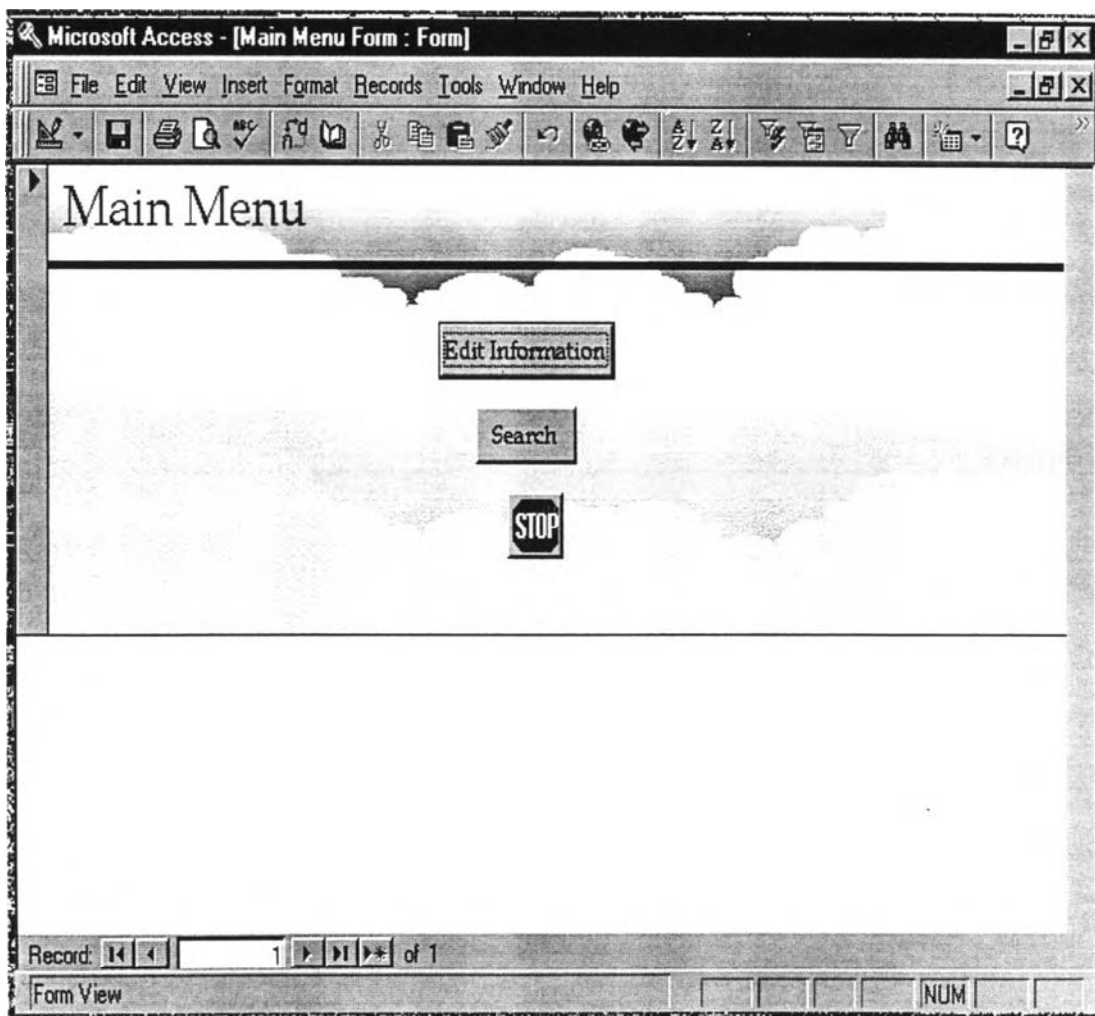 Microsoft Access - [Main Menu Form : Form]
File Edit View Insert Format Records Tools Window Help
Main Menu
Edit Information
Search
STOP
Record: 1 of 1
Form View NUM